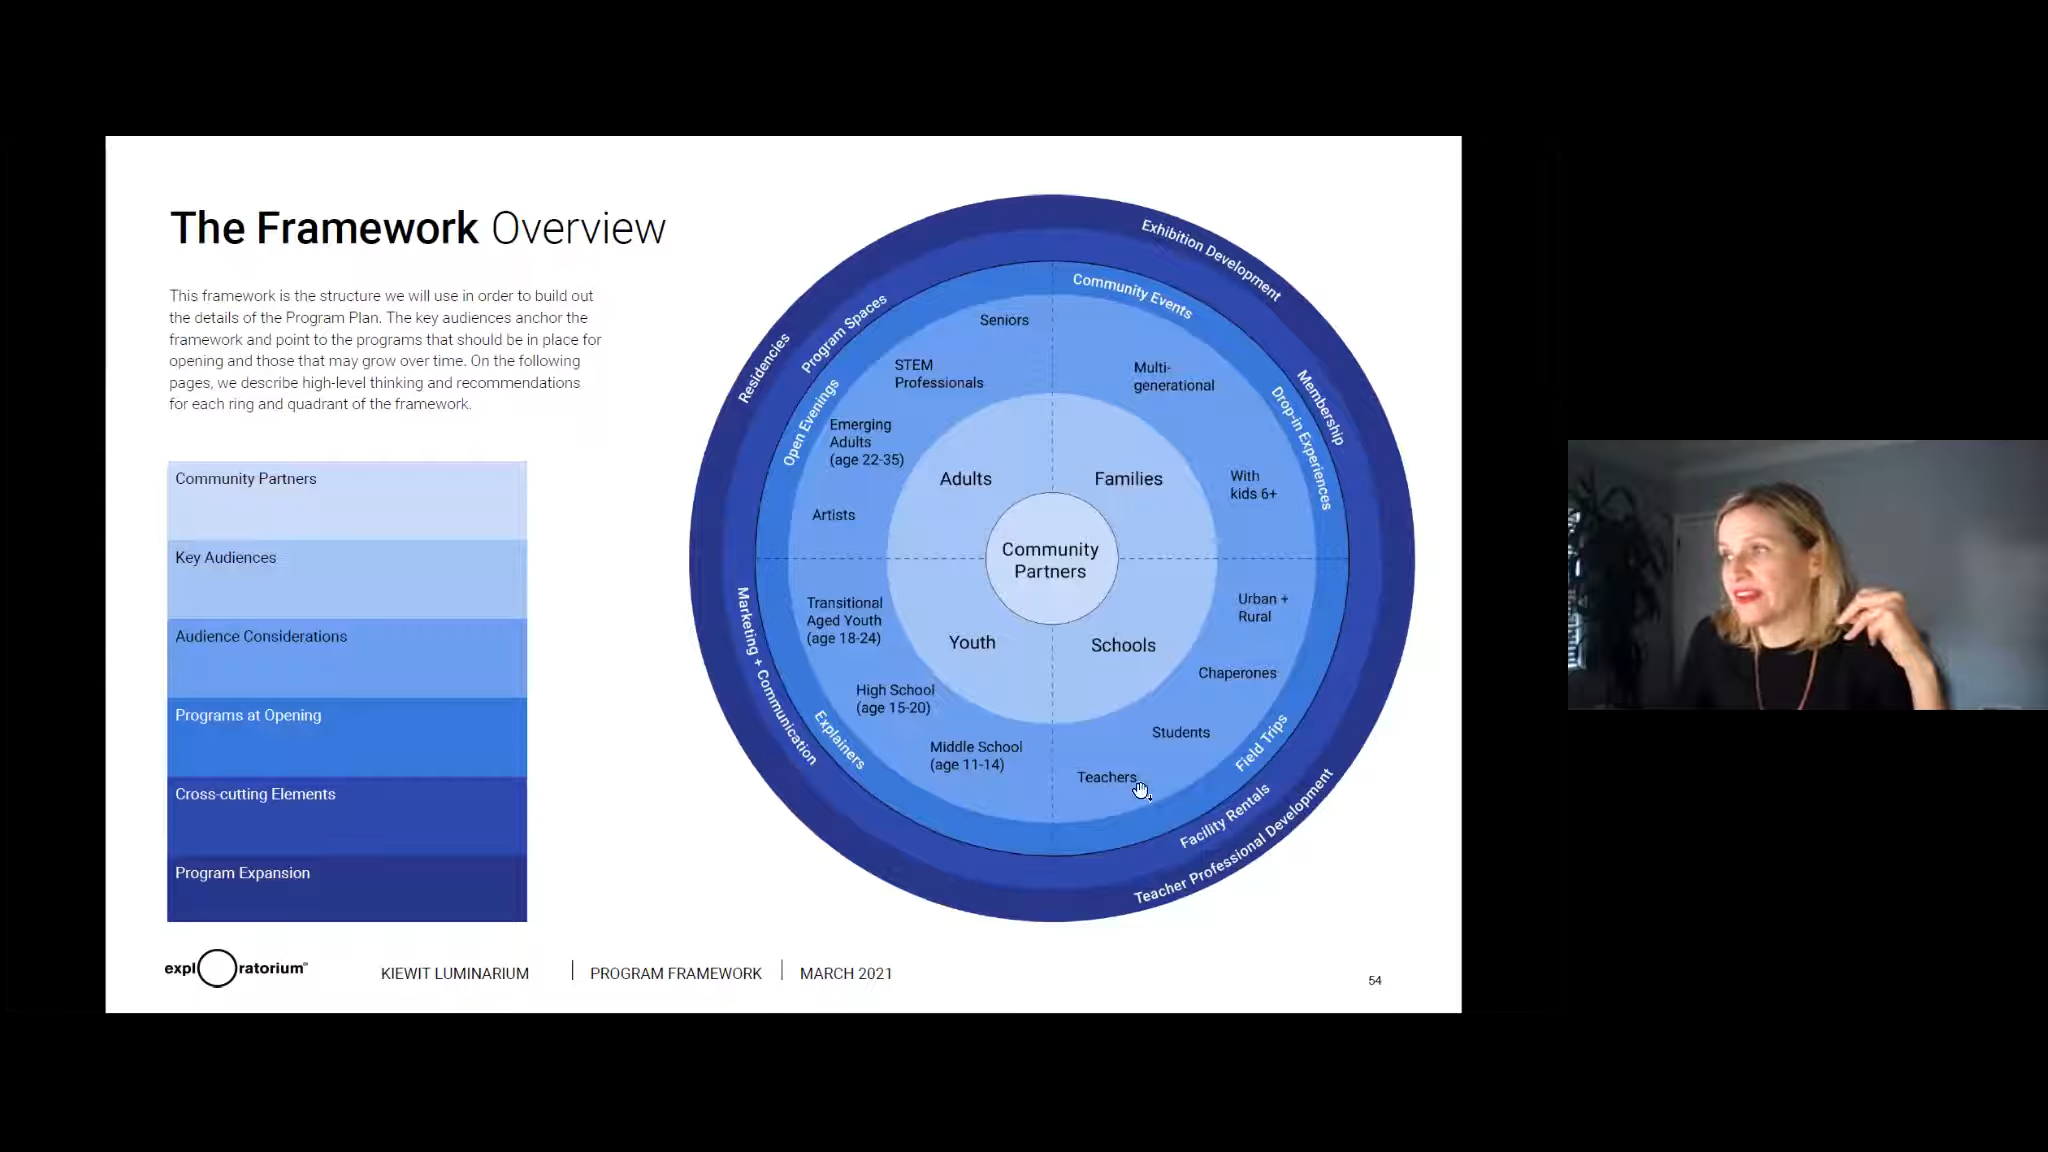 The Framework Overview
This framework is the structure we will use in order to build out
the details of the Program Plan. The key audiences anchor the
framework and point to the programs that should be in place for
opening and those that may grow over time. On the following
pages, we describe high-level thinking and recommendations
for each ring and quadrant of the framework.
Community Partners
Key Audiences
Audience Considerations
Programs at Opening
Cross-cutting Elements
Program Expansion
Exhibition Development
Residencies
Teacher Professional Development
Program Spaces
Membership
Marketing + Communication
Facility Rentals
Community Events
Open Evenings
Drop-in Experiences
Explainers
Field Trips
Seniors
STEM
Professionals
Emerging
Adults
(age 22-35)
Artists
Multi-
generational
With
kids 6+
Transitional
Aged Youth
(age 18-24)
High School
(age 15-20)
Middle School
(age 11-14)
Urban +
Rural
Chaperones
Students
Teachers
Adults
Families
Youth
Schools
Community
Partners
exploratorium
KIEWIT LUMINARIUM | PROGRAM FRAMEWORK | MARCH 2021
54